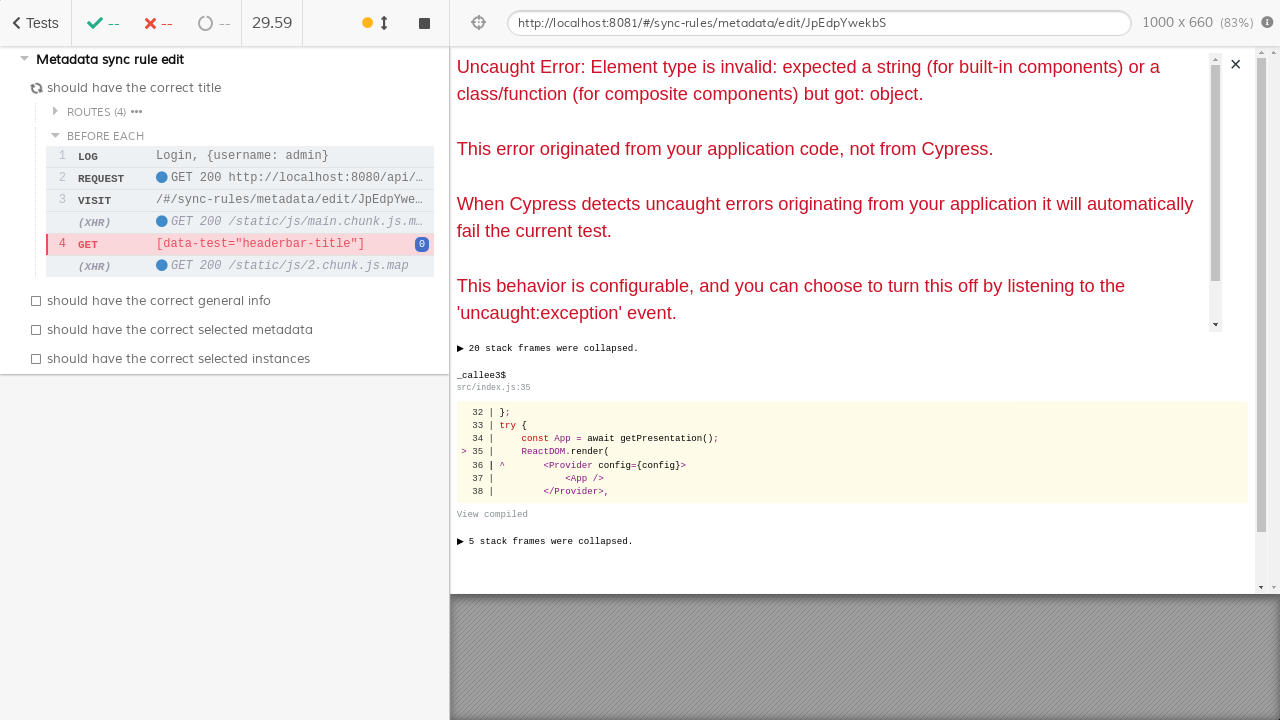 Tests
--
--
--
29.59
http://localhost:8081/#/sync-rules/metadata/edit/JpEdpYwekbS
1000 x 660 (83%)
Metadata sync rule edit
should have the correct title
ROUTES (4)
BEFORE EACH
1 LOG Login, {username: admin}
2 REQUEST GET 200 http://localhost:8080/api/…
3 VISIT /#/sync-rules/metadata/edit/JpEdpYwe…
(XHR) GET 200 /static/js/main.chunk.js.m…
4 GET [data-test="headerbar-title"] 0
(XHR) GET 200 /static/js/2.chunk.js.map
should have the correct general info
should have the correct selected metadata
should have the correct selected instances
Uncaught Error: Element type is invalid: expected a string (for built-in components) or a
class/function (for composite components) but got: object.
This error originated from your application code, not from Cypress.
When Cypress detects uncaught errors originating from your application it will automatically
fail the current test.
This behavior is configurable, and you can choose to turn this off by listening to the
'uncaught:exception' event.
▶ 20 stack frames were collapsed.
_callee3$
src/index.js:35
32 | };
33 | try {
34 |     const App = await getPresentation();
> 35 |     ReactDOM.render(
36 | ^       <Provider config={config}>
37 |             <App />
38 |         </Provider>,
View compiled
▶ 5 stack frames were collapsed.